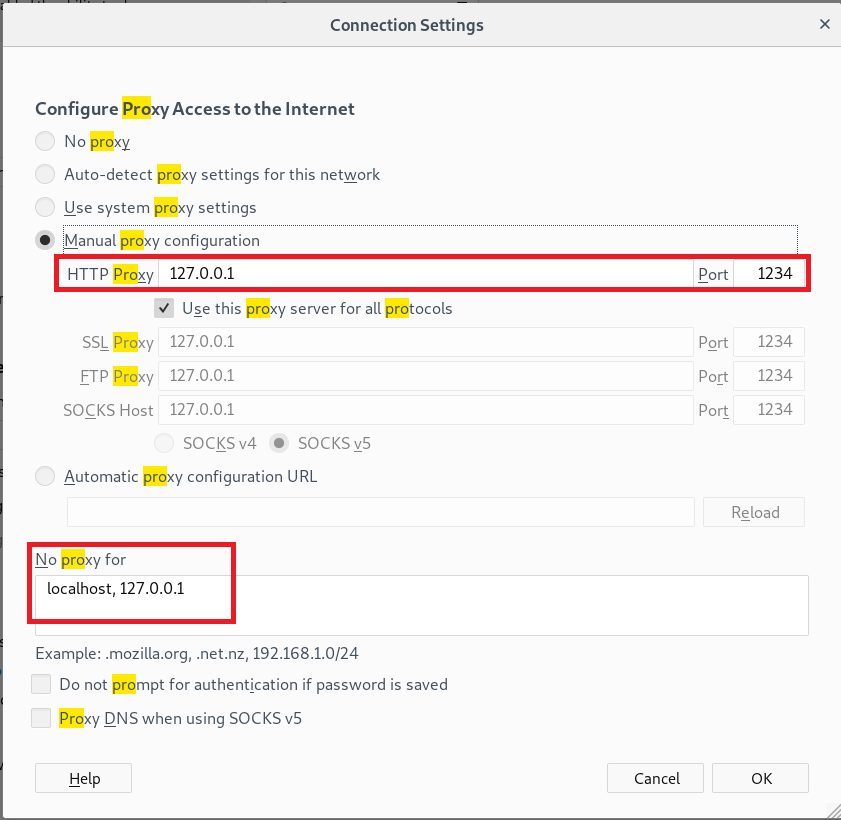 Connection Settings
Configure Proxy Access to the Internet
No proxy
Auto-detect proxy settings for this network
Use system proxy settings
Manual proxy configuration
HTTP Proxy 127.0.0.1 Port 1234
Use this proxy server for all protocols
SSL Proxy 127.0.0.1 Port 1234
FTP Proxy 127.0.0.1 Port 1234
SOCKS Host 127.0.0.1 Port 1234
SOCKS v4 SOCKS v5
Automatic proxy configuration URL
Reload
No proxy for
localhost, 127.0.0.1
Example: .mozilla.org, .net.nz, 192.168.1.0/24
Do not prompt for authentication if password is saved
Proxy DNS when using SOCKS v5
Help Cancel OK